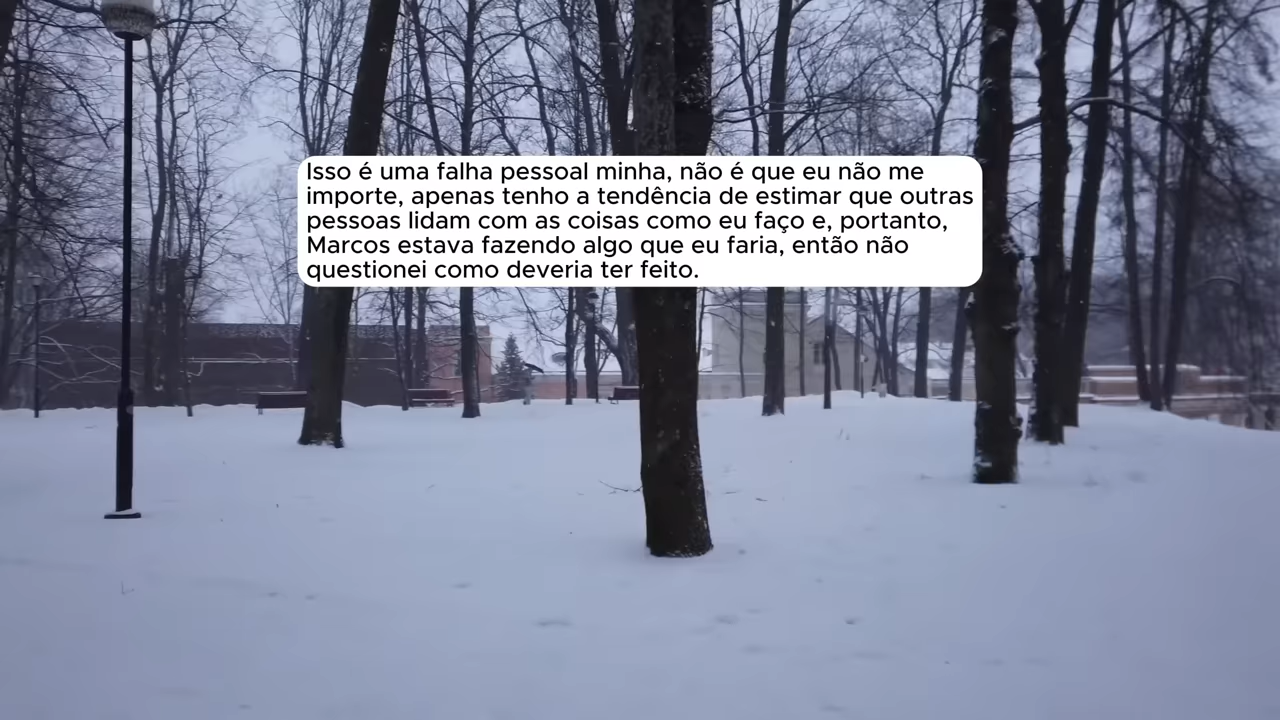 Isso é uma falha pessoal minha, não é que eu não me
importe, apenas tenho a tendência de estimar que outras
pessoas lidam com as coisas como eu faço e, portanto,
Marcos estava fazendo algo que eu faria, então não
questionei como deveria ter feito.